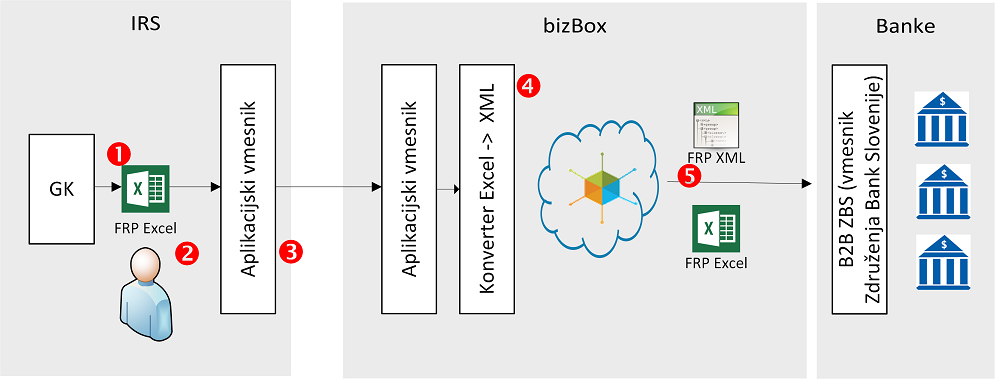 IRS
bizBox
Banke
GK
1
FRP Excel
2
Aplikacijski vmesnik
3
Aplikacijski vmesnik
Konverter Excel -> XML
4
XML
FRP XML
5
FRP Excel
B2B ZBS (vmesnik
Združenja Bank Slovenije)
$
$
$